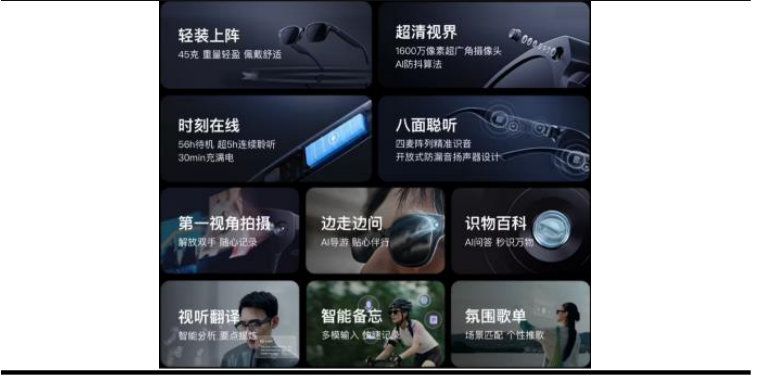 轻装上阵
45克 重量轻盈 佩戴舒适
超清视界
1600万像素超广角摄像头
AI防抖算法
时刻在线
56h待机 超5h连续聆听
30min充满电
八面聪听
四麦阵列精准识音
开放式防漏音扬声器设计
第一视角拍摄
解放双手 随心记录
边走边问
AI导游 贴心伴行
识物百科
AI问答 秒识万物
视听翻译
智能分析 要点提炼
智能备忘
多模输入 快速记录
氛围歌单
场景匹配 个性推歌